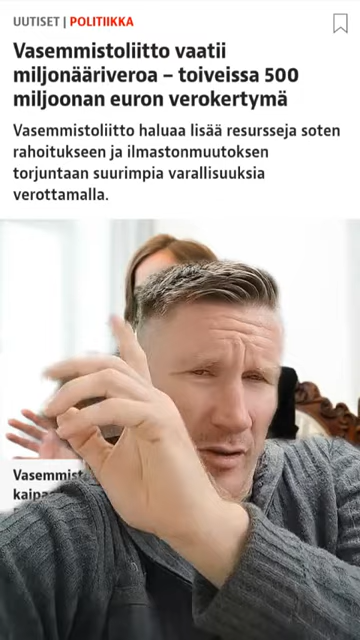 UUTISET | POLITIIKKA
Vasemmistoliitto vaatii
miljonääriveroa – toiveissa 500
miljoonan euron verokertymä
Vasemmistoliitto haluaa lisää resursseja soten
rahoitukseen ja ilmastonmuutoksen
torjuntaan suurimpia varallisuuksia
verottamalla.